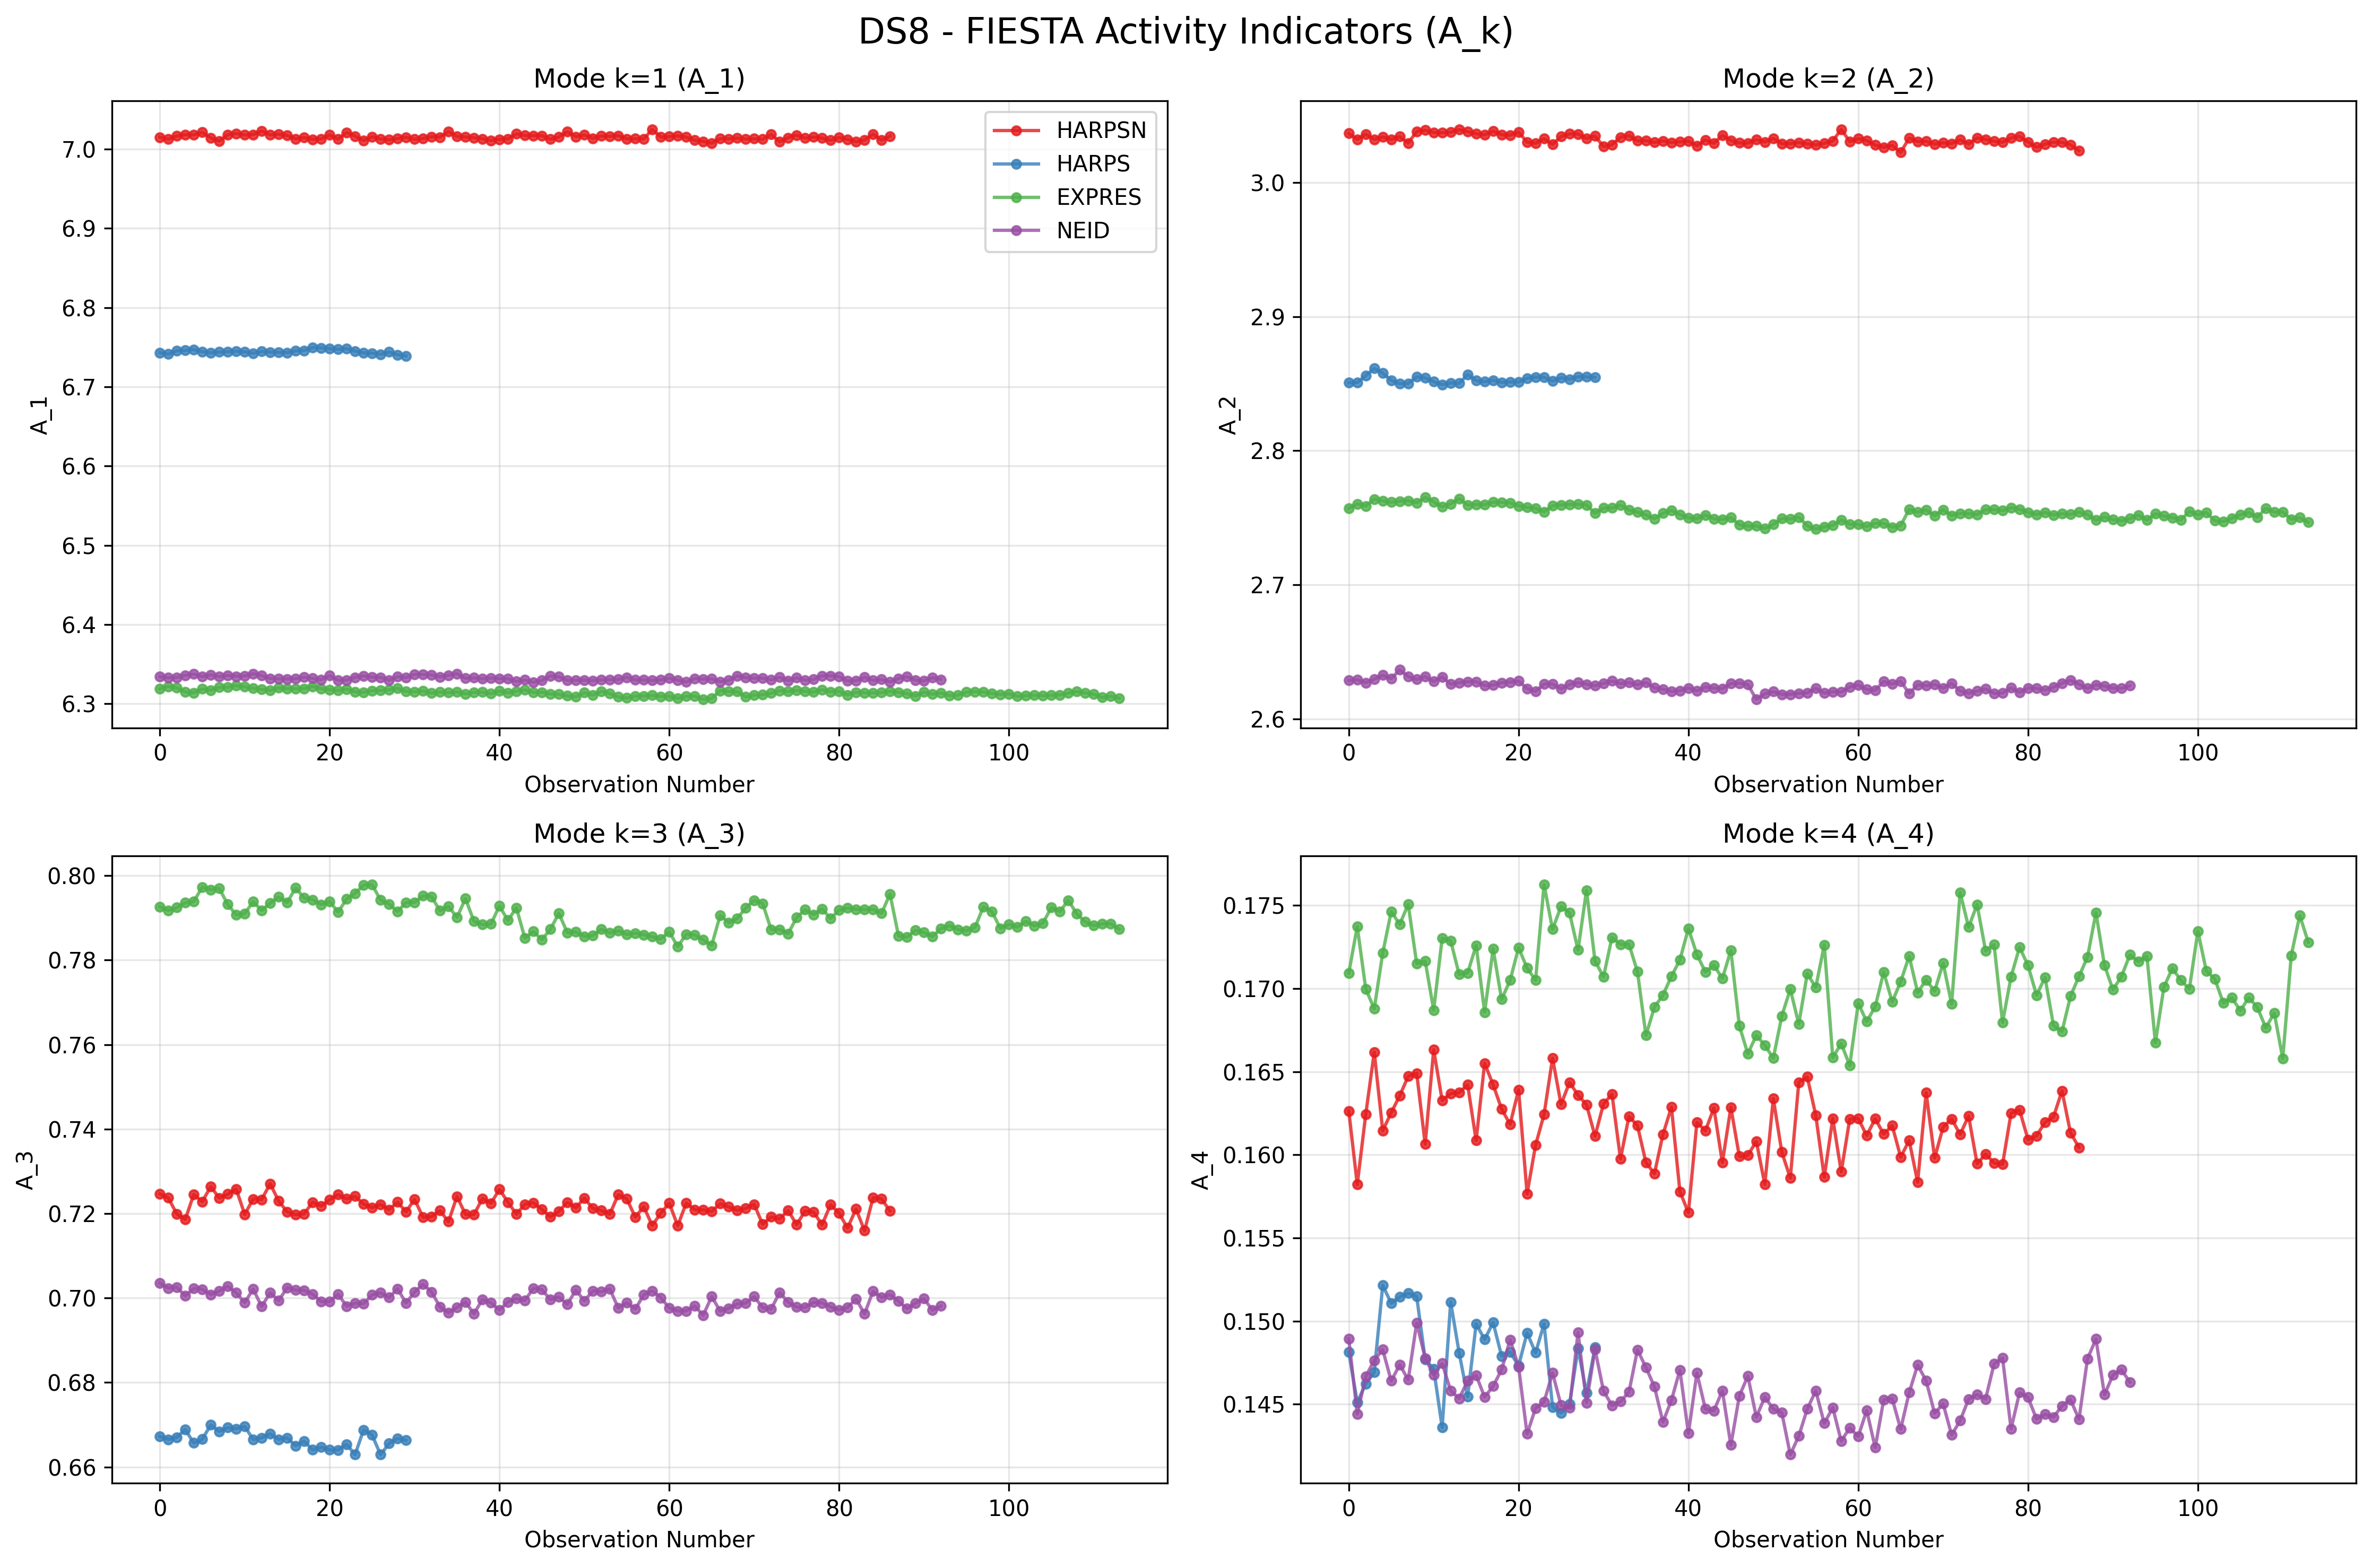 DS8 - FIESTA Activity Indicators (A_k)
Mode k=1 (A_1)
A_1
7.0
6.9
6.8
6.7
6.6
6.5
6.4
6.3
0 20 40 60 80 100
Observation Number
HARPSN
HARPS
EXPRES
NEID
Mode k=2 (A_2)
A_2
3.0
2.9
2.8
2.7
2.6
0 20 40 60 80 100
Observation Number
Mode k=3 (A_3)
A_3
0.80
0.78
0.76
0.74
0.72
0.70
0.68
0.66
0 20 40 60 80 100
Observation Number
Mode k=4 (A_4)
A_4
0.175
0.170
0.165
0.160
0.155
0.150
0.145
0 20 40 60 80 100
Observation Number